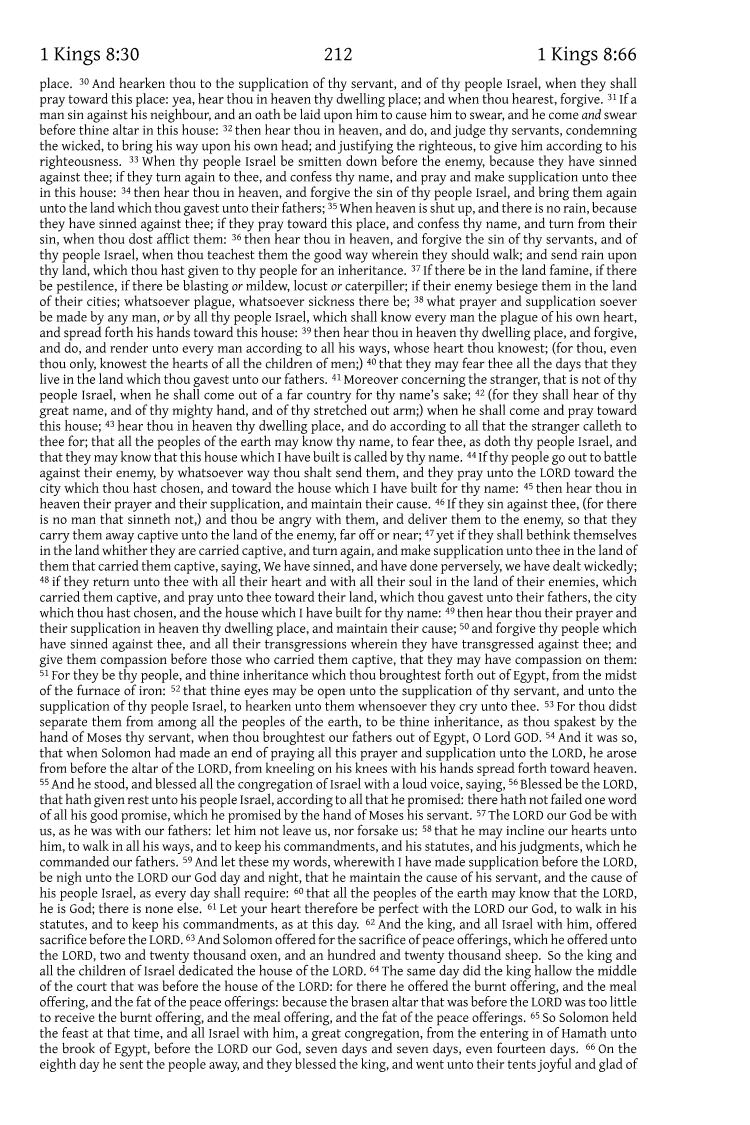 1 Kings 8:30 212 1 Kings 8:66
place. 30 And hearken thou to the supplication of thy servant, and of thy people Israel, when they shall
pray toward this place: yea, hear thou in heaven thy dwelling place; and when thou hearest, forgive. 31 If a
man sin against his neighbour, and an oath be laid upon him to cause him to swear, and he come and swear
before thine altar in this house: 32 then hear thou in heaven, and do, and judge thy servants, condemning
the wicked, to bring his way upon his own head; and justifying the righteous, to give him according to his
righteousness. 33 When thy people Israel be smitten down before the enemy, because they have sinned
against thee; if they turn again to thee, and confess thy name, and pray and make supplication unto thee
in this house: 34 then hear thou in heaven, and forgive the sin of thy people Israel, and bring them again
unto the land which thou gavest unto their fathers; 35 When heaven is shut up, and there is no rain, because
they have sinned against thee; if they pray toward this place, and confess thy name, and turn from their
sin, when thou dost afflict them: 36 then hear thou in heaven, and forgive the sin of thy servants, and of
thy people Israel, when thou teachest them the good way wherein they should walk; and send rain upon
thy land, which thou hast given to thy people for an inheritance. 37 If there be in the land famine, if there
be pestilence, if there be blasting or mildew, locust or caterpiller; if their enemy besiege them in the land
of their cities; whatsoever plague, whatsoever sickness there be; 38 what prayer and supplication soever
be made by any man, or by all thy people Israel, which shall know every man the plague of his own heart,
and spread forth his hands toward this house: 39 then hear thou in heaven thy dwelling place, and forgive,
and do, and render unto every man according to all his ways, whose heart thou knowest; (for thou, even
thou only, knowest the hearts of all the children of men;) 40 that they may fear thee all the days that they
live in the land which thou gavest unto our fathers. 41 Moreover concerning the stranger, that is not of thy
people Israel, when he shall come out of a far country for thy name's sake; 42 (for they shall hear of thy
great name, and of thy mighty hand, and of thy stretched out arm;) when he shall come and pray toward
this house; 43 hear thou in heaven thy dwelling place, and do according to all that the stranger calleth to
thee for; that all the peoples of the earth may know thy name, to fear thee, as doth thy people Israel, and
that they may know that this house which I have built is called by thy name. 44 If thy people go out to battle
against their enemy, by whatsoever way thou shalt send them, and they pray unto the LORD toward the
city which thou hast chosen, and toward the house which I have built for thy name: 45 then hear thou in
heaven their prayer and their supplication, and maintain their cause. 46 If they sin against thee, (for there
is no man that sinneth not,) and thou be angry with them, and deliver them to the enemy, so that they
carry them away captive unto the land of the enemy, far off or near; 47 yet if they shall bethink themselves
in the land whither they are carried captive, and turn again, and make supplication unto thee in the land of
them that carried them captive, saying, We have sinned, and have done perversely, we have dealt wickedly;
48 if they return unto thee with all their heart and with all their soul in the land of their enemies, which
carried them captive, and pray unto thee toward their land, which thou gavest unto their fathers, the city
which thou hast chosen, and the house which I have built for thy name: 49 then hear thou their prayer and
their supplication in heaven thy dwelling place, and maintain their cause; 50 and forgive thy people which
have sinned against thee, and all their transgressions wherein they have transgressed against thee; and
give them compassion before those who carried them captive, that they may have compassion on them:
51 For they be thy people, and thine inheritance which thou broughtest forth out of Egypt, from the midst
of the furnace of iron: 52 that thine eyes may be open unto the supplication of thy servant, and unto the
supplication of thy people Israel, to hearken unto them whensoever they cry unto thee. 53 For thou didst
separate them from among all the peoples of the earth, to be thine inheritance, as thou spakest by the
hand of Moses thy servant, when thou broughtest our fathers out of Egypt, O Lord GOD. 54 And it was so,
that when Solomon had made an end of praying all this prayer and supplication unto the LORD, he arose
from before the altar of the LORD, from kneeling on his knees with his hands spread forth toward heaven.
55 And he stood, and blessed all the congregation of Israel with a loud voice, saying, 56 Blessed be the LORD,
that hath given rest unto his people Israel, according to all that he promised: there hath not failed one word
of all his good promise, which he promised by the hand of Moses his servant. 57 The LORD our God be with
us, as he was with our fathers: let him not leave us, nor forsake us: 58 that he may incline our hearts unto
him, to walk in all his ways, and to keep his commandments, and his statutes, and his judgments, which he
commanded our fathers. 59 And let these my words, wherewith I have made supplication before the LORD,
be nigh unto the LORD our God day and night, that he maintain the cause of his servant, and the cause of
his people Israel, as every day shall require: 60 that all the peoples of the earth may know that the LORD,
he is God; there is none else. 61 Let your heart therefore be perfect with the LORD our God, to walk in his
statutes, and to keep his commandments, as at this day. 62 And the king, and all Israel with him, offered
sacrifice before the LORD. 63 And Solomon offered for the sacrifice of peace offerings, which he offered unto
the LORD, two and twenty thousand oxen, and an hundred and twenty thousand sheep. So the king and
all the children of Israel dedicated the house of the LORD. 64 The same day did the king hallow the middle
of the court that was before the house of the LORD: for there he offered the burnt offering, and the meal
offering, and the fat of the peace offerings: because the brasen altar that was before the LORD was too little
to receive the burnt offering, and the meal offering, and the fat of the peace offerings. 65 So Solomon held
the feast at that time, and all Israel with him, a great congregation, from the entering in of Hamath unto
the brook of Egypt, before the LORD our God, seven days and seven days, even fourteen days. 66 On the
eighth day he sent the people away, and they blessed the king, and went unto their tents joyful and glad of